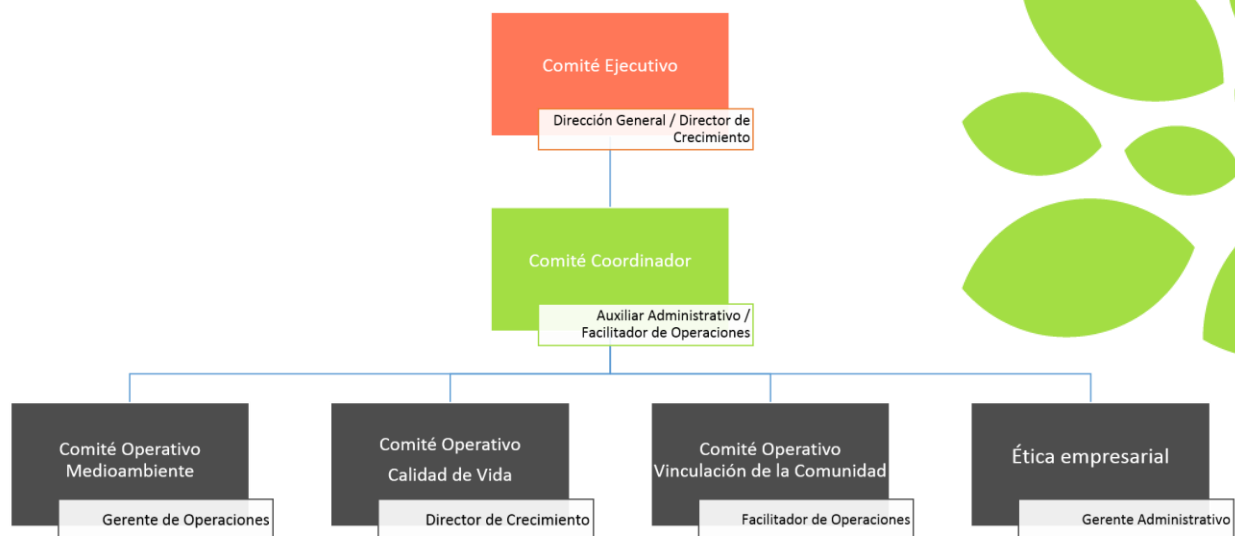 Comité Ejecutivo
Dirección General / Director de
Crecimiento
Comité Coordinador
Auxiliar Administrativo /
Facilitador de Operaciones
Comité Operativo
Medioambiente
Gerente de Operaciones
Comité Operativo
Calidad de Vida
Director de Crecimiento
Comité Operativo
Vinculación de la Comunidad
Facilitador de Operaciones
Ética empresarial
Gerente Administrativo